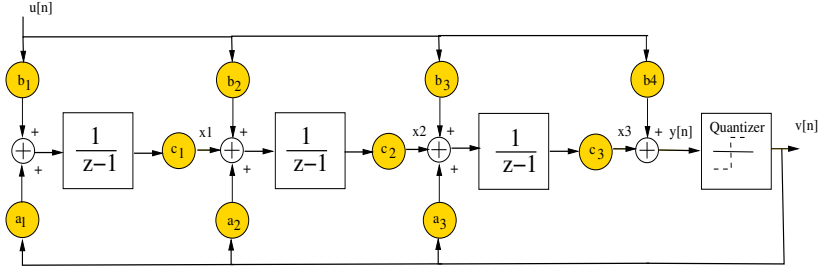 u[n]
b1
b2
b3
b4
+
+
+
+
1
z−1
c1
x1
1
z−1
c2
x2
1
z−1
c3
x3
y[n]
Quantizer
v[n]
+
+
+
a1
a2
a3